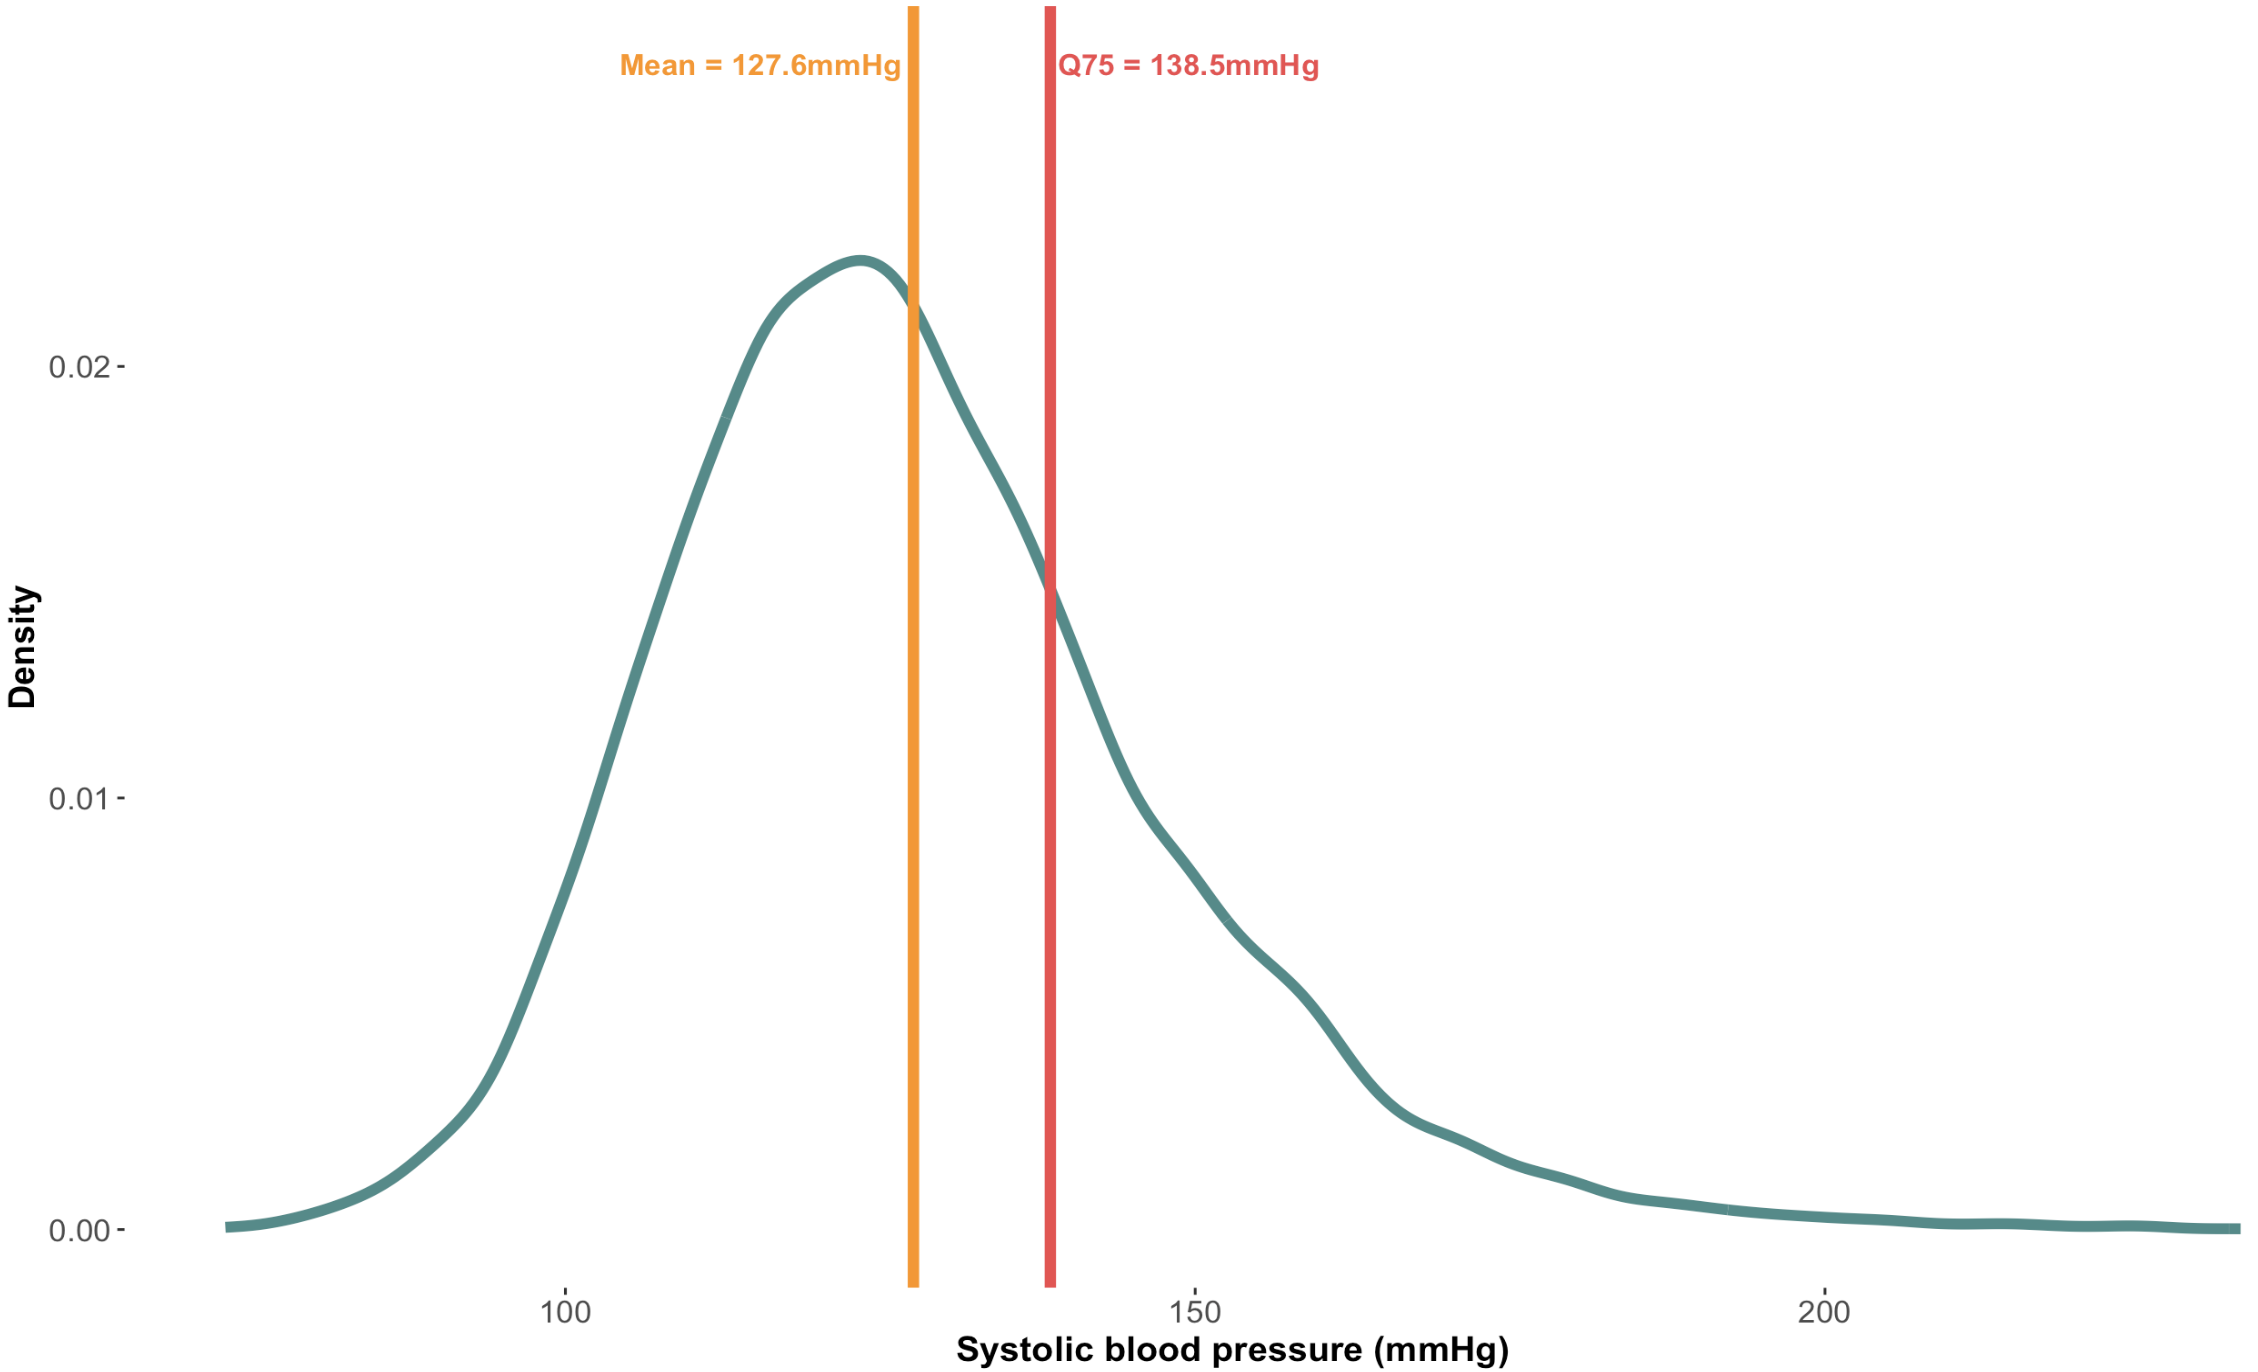 Mean = 127.6mmHg
Q75 = 138.5mmHg
0.02
0.01
0.00
Density
100
150
200
Systolic blood pressure (mmHg)